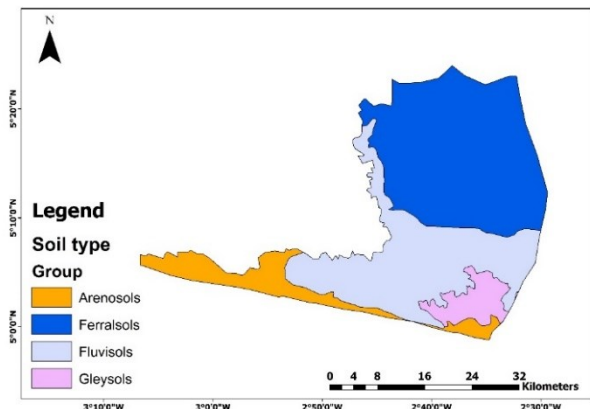 N
5°20'0"N
5°10'0"N
5°0'0"N
Legend
Soil type
Group
Arenosols
Ferralsols
Fluvisols
Gleysols
0 4 8 16 24 32
Kilometers
3°10'0"W 3°0'0"W 2°50'0"W 2°40'0"W 2°30'0"W